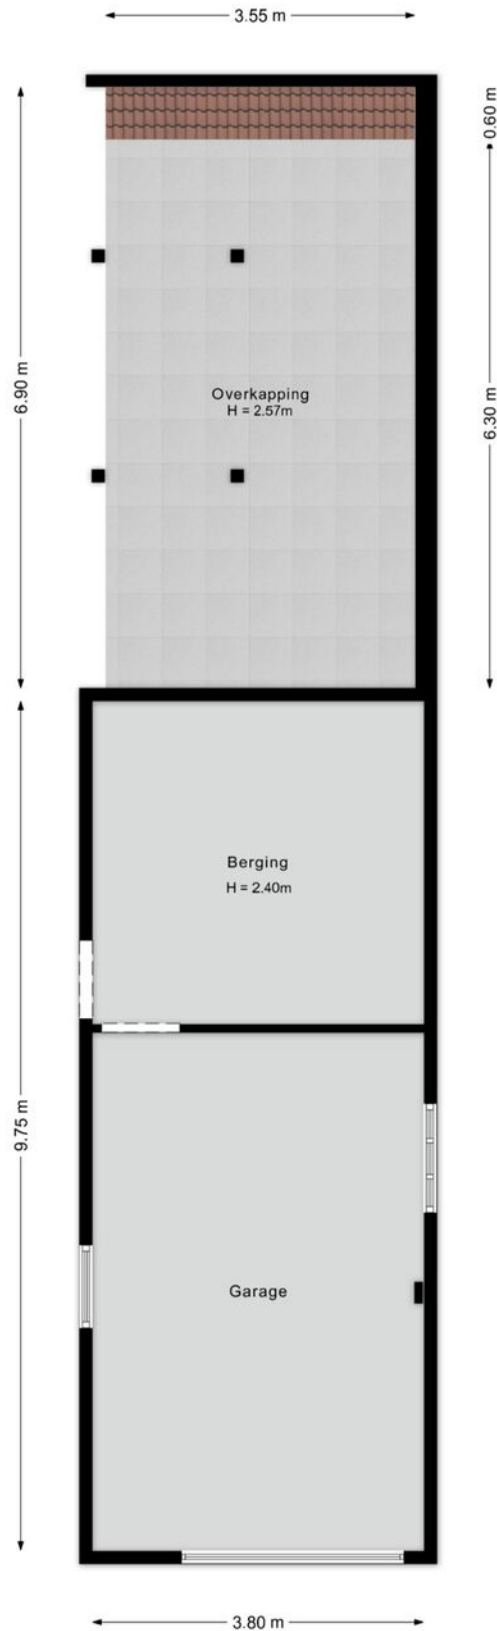 3.55 m
0.60 m
6.90 m
6.30 m
Overkapping
H = 2.57m
Berging
H = 2.40m
9.75 m
Garage
3.80 m